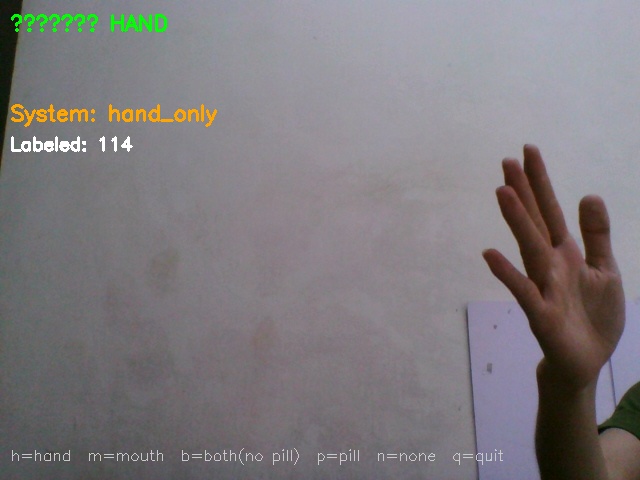 ??????? HAND
System: hand_only
Labeled: 114
h=hand m=mouth b=both(no pill) p=pill n=none q=quit